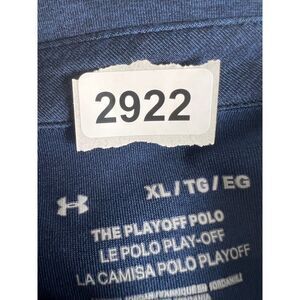 2922
XL / TG / EG
THE PLAYOFF POLO
LE POLO PLAY-OFF
LA CAMISA POLO PLAYOFF